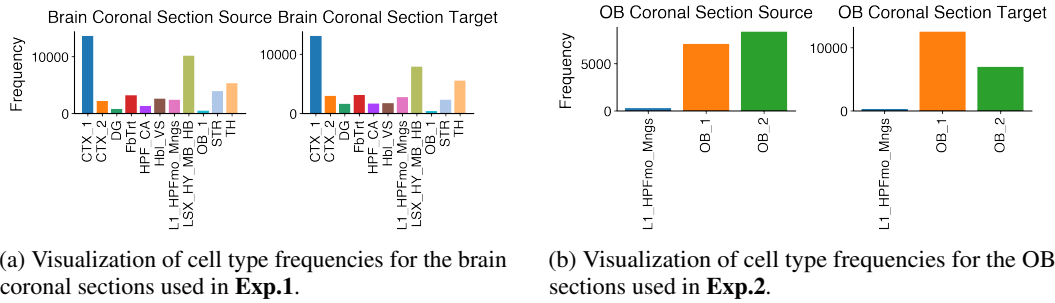 Brain Coronal Section Source
Frequency
10000
0
CTX_1
CTX_2
DG
FbTrt
HPF_CA
Hbl_VS
L1_HPFmo_Mngs
LSX_HY_MB_HB
OB_1
STR
TH
Brain Coronal Section Target
10000
0
CTX_1
CTX_2
DG
FbTrt
HPF_CA
Hbl_VS
L1_HPFmo_Mngs
LSX_HY_MB_HB
OB_1
STR
TH
(a) Visualization of cell type frequencies for the brain
coronal sections used in Exp.1.
OB Coronal Section Source
Frequency
5000
0
L1_HPFmo_Mngs
OB_1
OB_2
OB Coronal Section Target
10000
0
L1_HPFmo_Mngs
OB_1
OB_2
(b) Visualization of cell type frequencies for the OB
sections used in Exp.2.